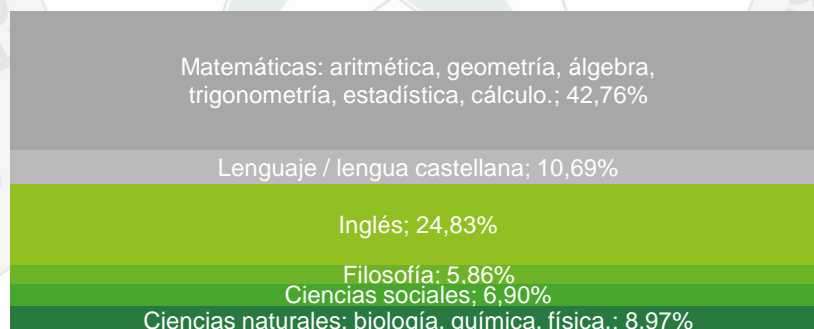 Matemáticas: aritmética, geometría, álgebra,
trigonometría, estadística, cálculo.; 42,76%
Lenguaje / lengua castellana; 10,69%
Inglés; 24,83%
Filosofía; 5,86%
Ciencias sociales; 6,90%
Ciencias naturales: biología, química, física.; 8,97%